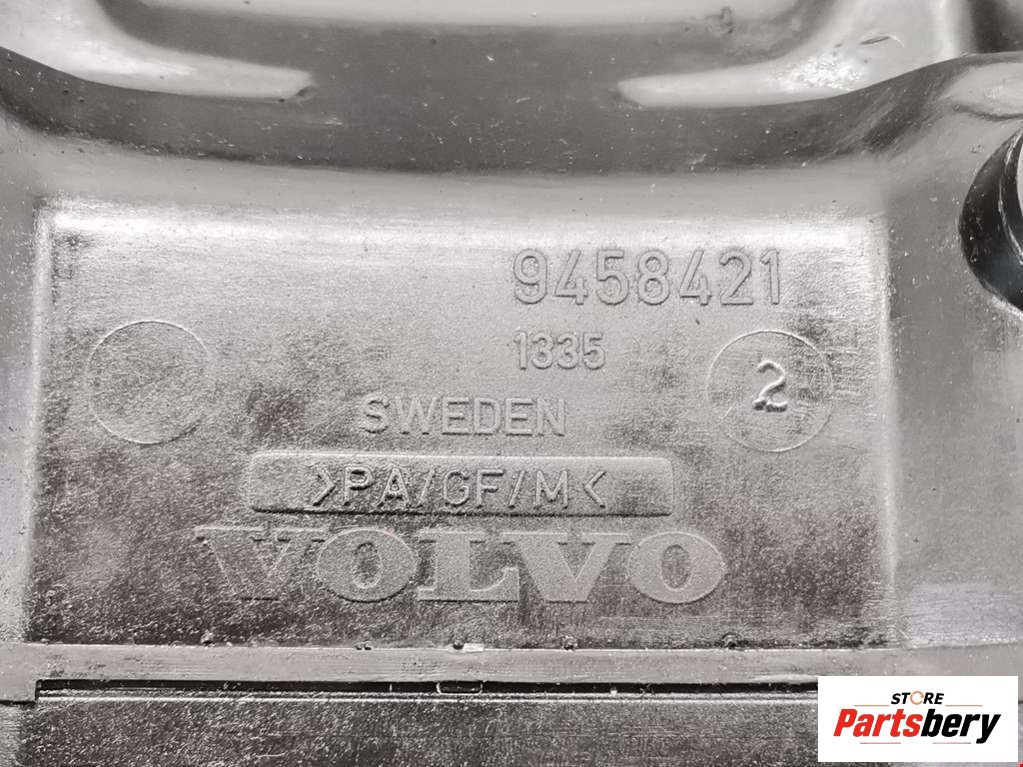 9458421
1335
2
SWEDEN
>PA/GF/M<
VOLVO
STORE
Partsbery